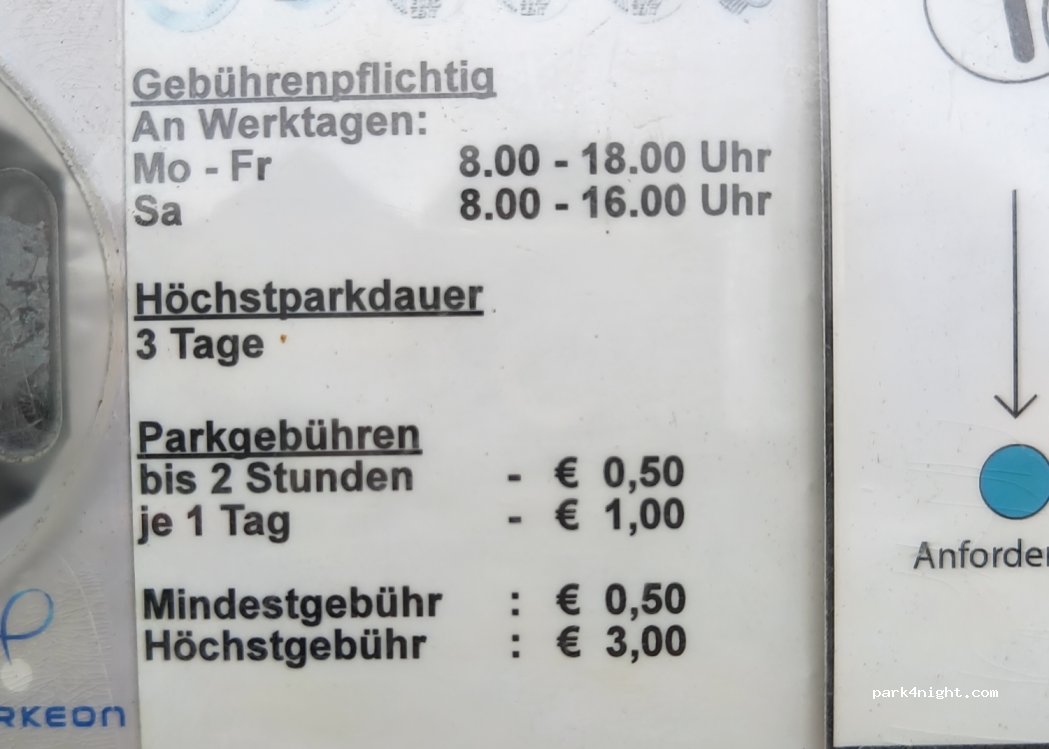 Gebührenpflichtig
An Werktagen:
Mo - Fr 8.00 - 18.00 Uhr
Sa 8.00 - 16.00 Uhr
Höchstparkdauer
3 Tage
Parkgebühren
bis 2 Stunden - € 0,50
je 1 Tag - € 1,00
Mindestgebühr : € 0,50
Höchstgebühr : € 3,00
Anforder
RKEON
park4night.com